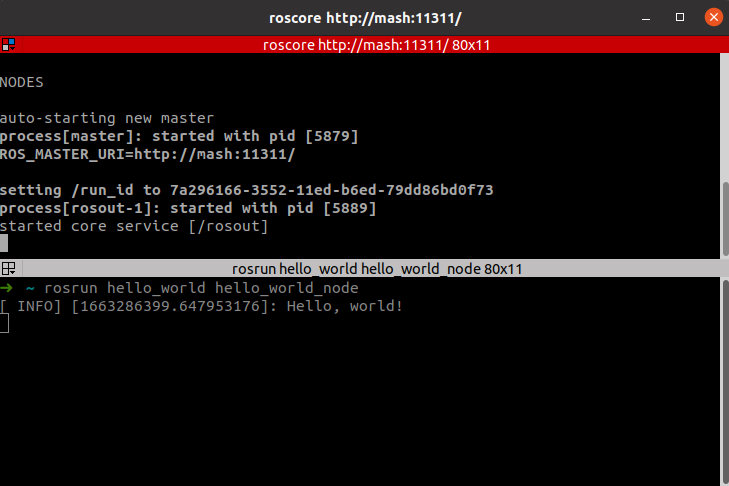 roscore http://mash:11311/
roscore http://mash:11311/ 80x11
NODES
auto-starting new master
process[master]: started with pid [5879]
ROS_MASTER_URI=http://mash:11311/
setting /run_id to 7a296166-3552-11ed-b6ed-79dd86bd0f73
process[rosout-1]: started with pid [5889]
started core service [/rosout]
rosrun hello_world hello_world_node 80x11
➜ ~ rosrun hello_world hello_world_node
[ INFO] [1663286399.647953176]: Hello, world!